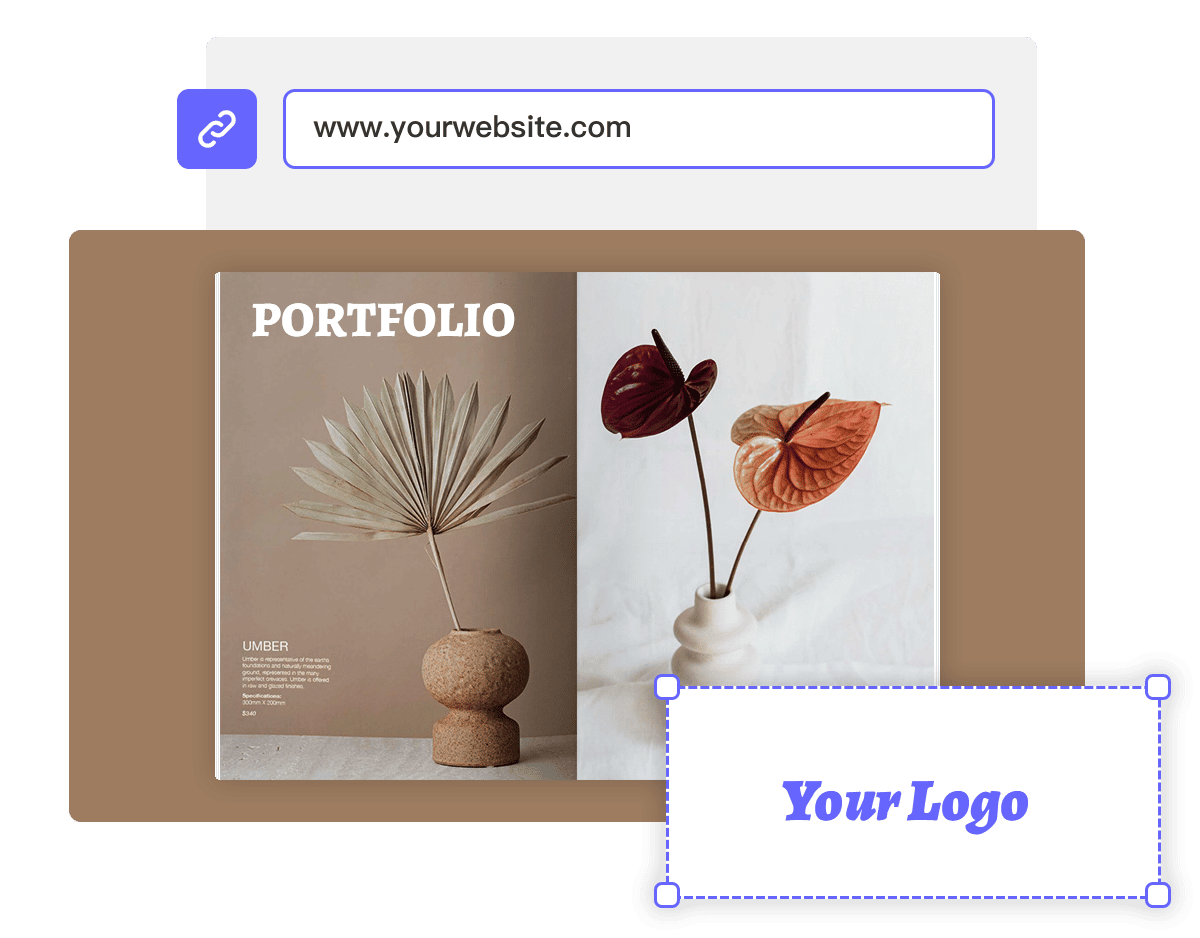 www.yourwebsite.com
PORTFOLIO
UMBER
Umber is representative of the earths
foundations and naturally meandering
ground, represented in the many
imperfect crevices. Umber is offered
in raw and glazed finishes.
Specifications:
300mm X 200mm
$340
Your Logo